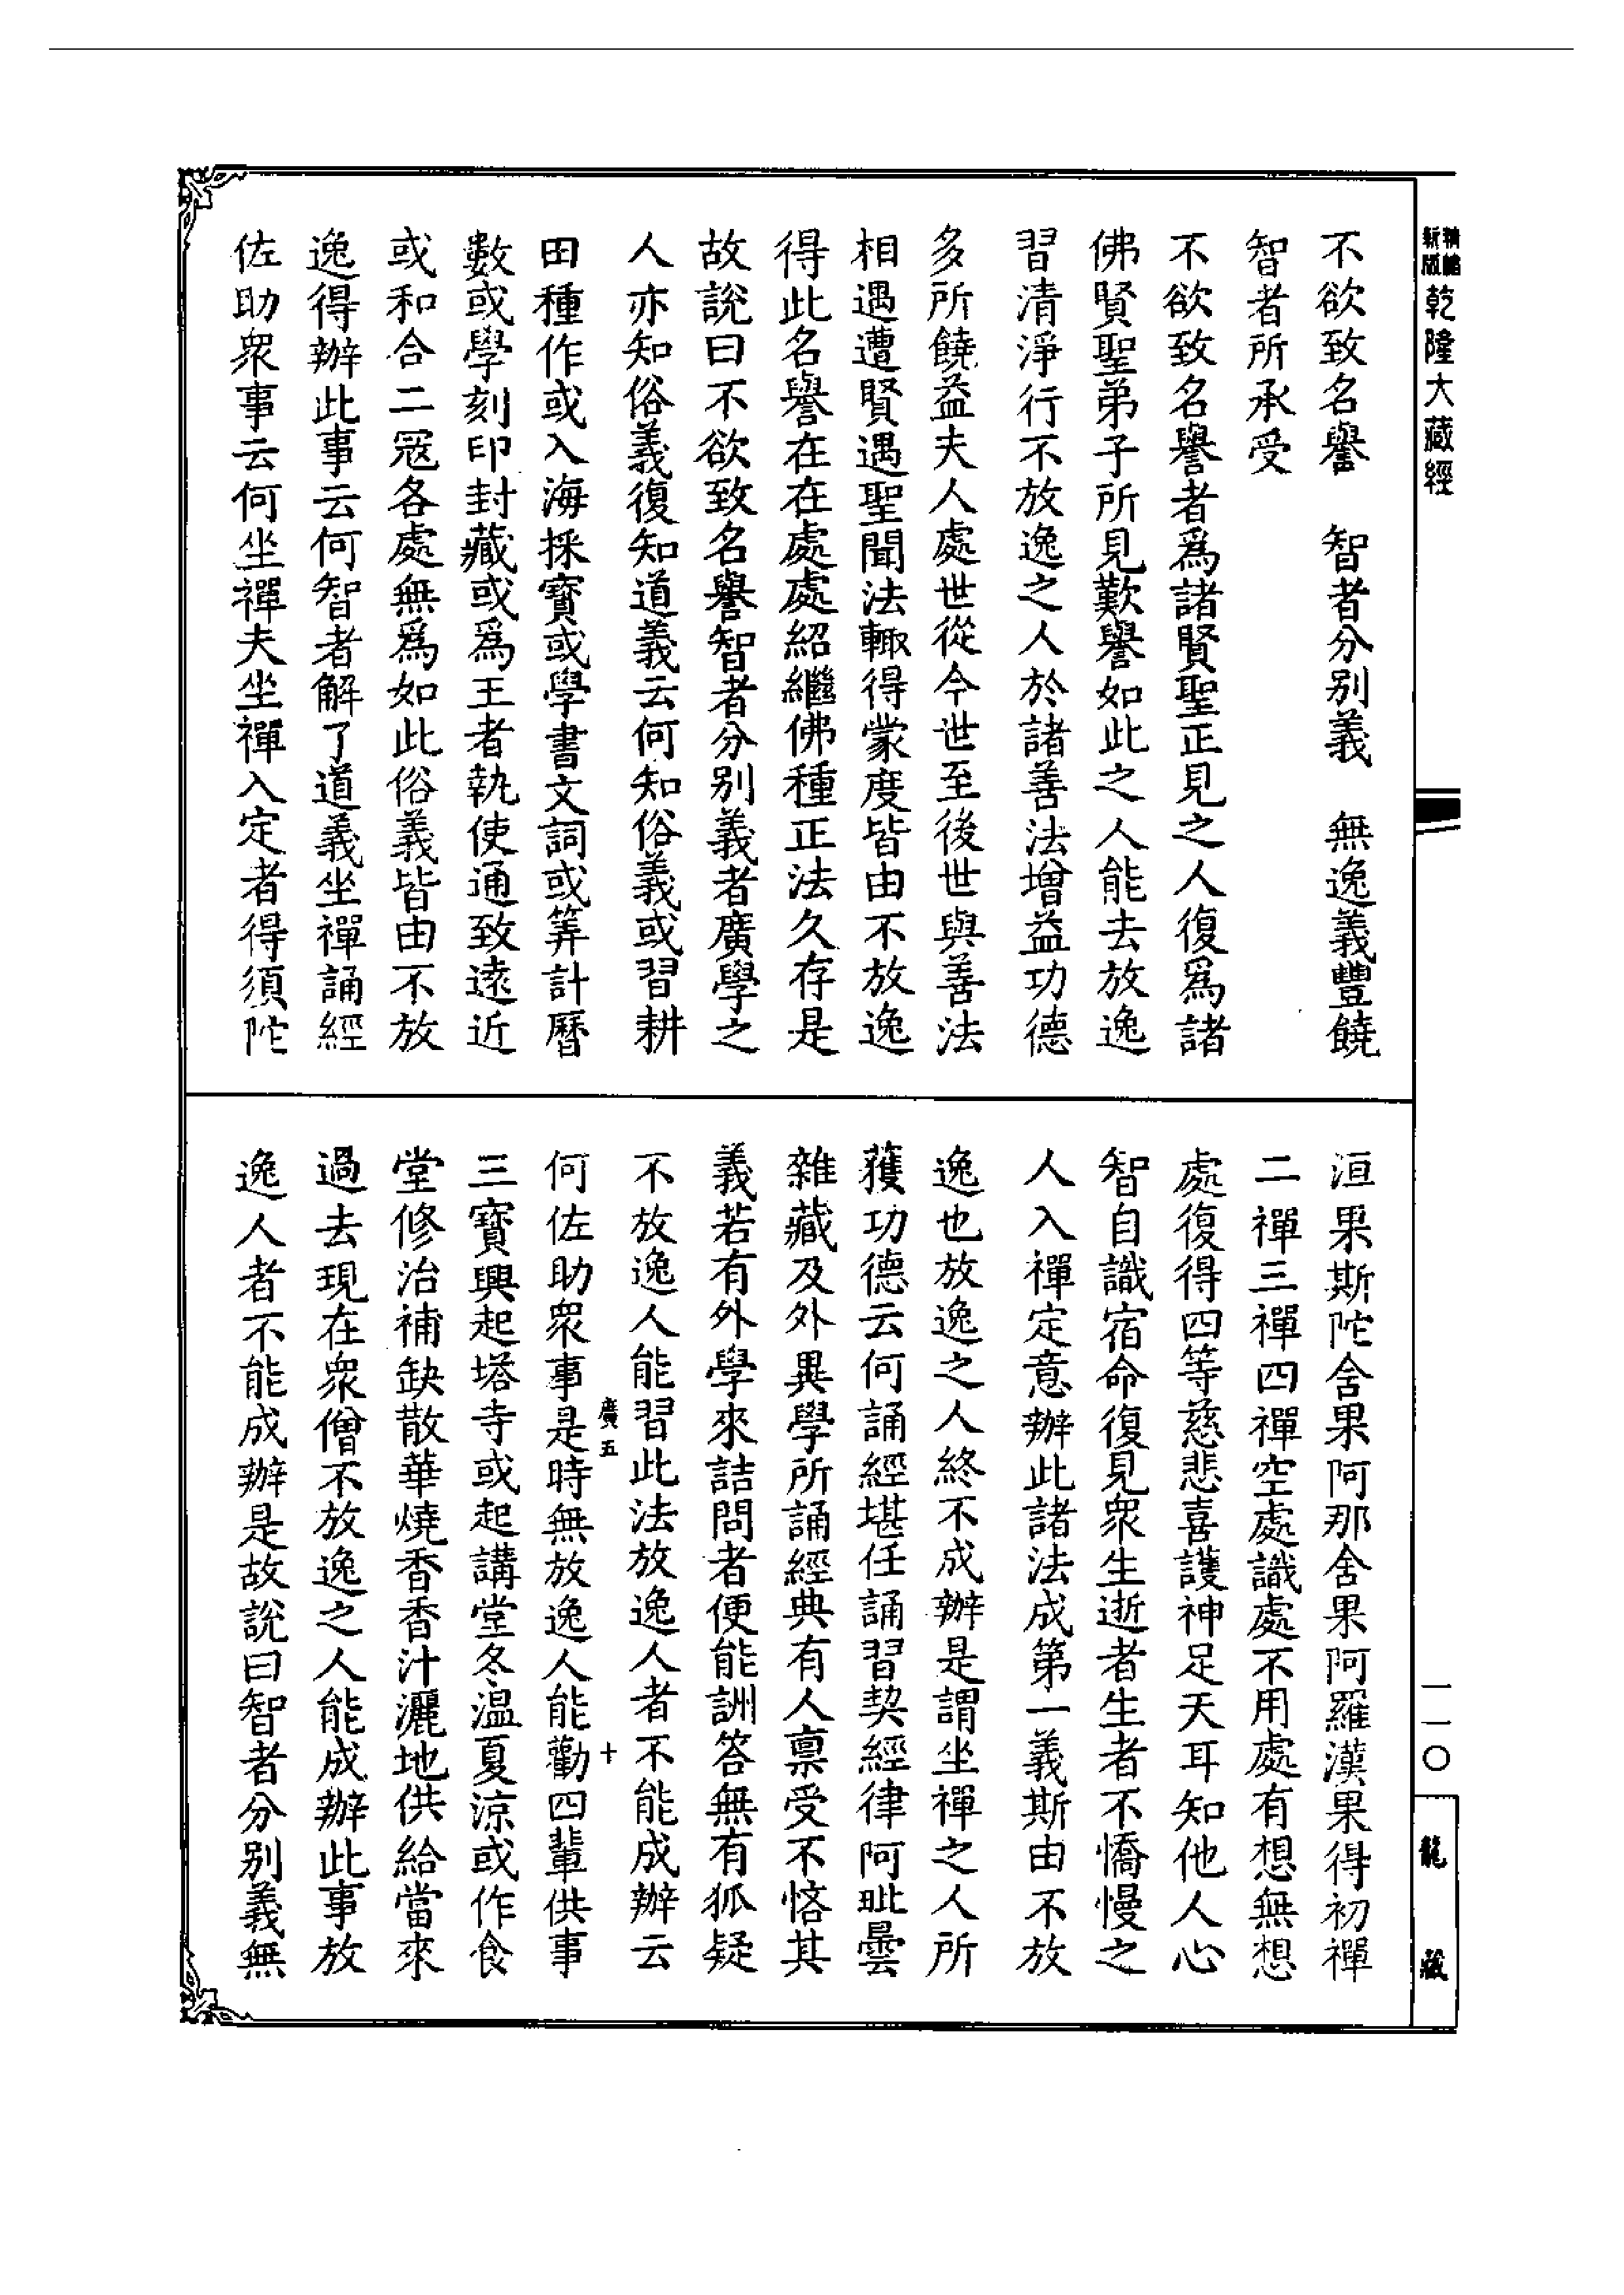 新版 精縮 乾隆大藏經
不欲致名譽　智者分別義　無逸義豐饒
智者所承受
不欲致名譽者爲諸賢聖正見之人復爲諸
佛賢聖弟子所見歎譽如此之人能去放逸
習清淨行不放逸之人於諸善法增益功德
多所饒益夫人處世從今世至後世與善法
相遇遭賢遇聖聞法輙得蒙度皆由不放逸
得此名譽在在處處紹繼佛種正法久存是
故說曰不欲致名譽智者分別義者廣學之
人亦知俗義復知道義云何知俗義或習耕
田種作或入海採寶或學書文詞或筭計曆
數或學刻印封藏或爲王者執使通致遠近
或和合二冦各處無爲如此俗義皆由不放
逸得辦此事云何智者解了道義坐禪誦經
佐助衆事云何坐禪夫坐禪入定者得須陀
洹果斯陀舍果阿那舍果阿羅漢果得初禪
二禪三禪四禪空處識處不用處有想無想
處復得四等慈悲喜護神足天耳知他人心
智自識宿命復見衆生逝者生者不憍慢之
人入禪定意辦此諸法成第一義斯由不放
逸也放逸之人終不成辦是謂坐禪之人所
獲功德云何誦經堪任誦習契經律阿毗曇
雜藏及外異學所誦經典有人稟受不悋其
義若有外學來詰問者便能詶答無有狐疑
不放逸人能習此法放逸人者不能成辦云
廣五　十
何佐助衆事是時無放逸人能勸四輩供事
三寶興起塔寺或起講堂冬温夏涼或作食
堂修治補缺散華燒香香汁灑地供給當來
過去現在衆僧不放逸之人能成辦此事放
逸人者不能成辦是故說曰智者分別義無
一一〇
龍藏